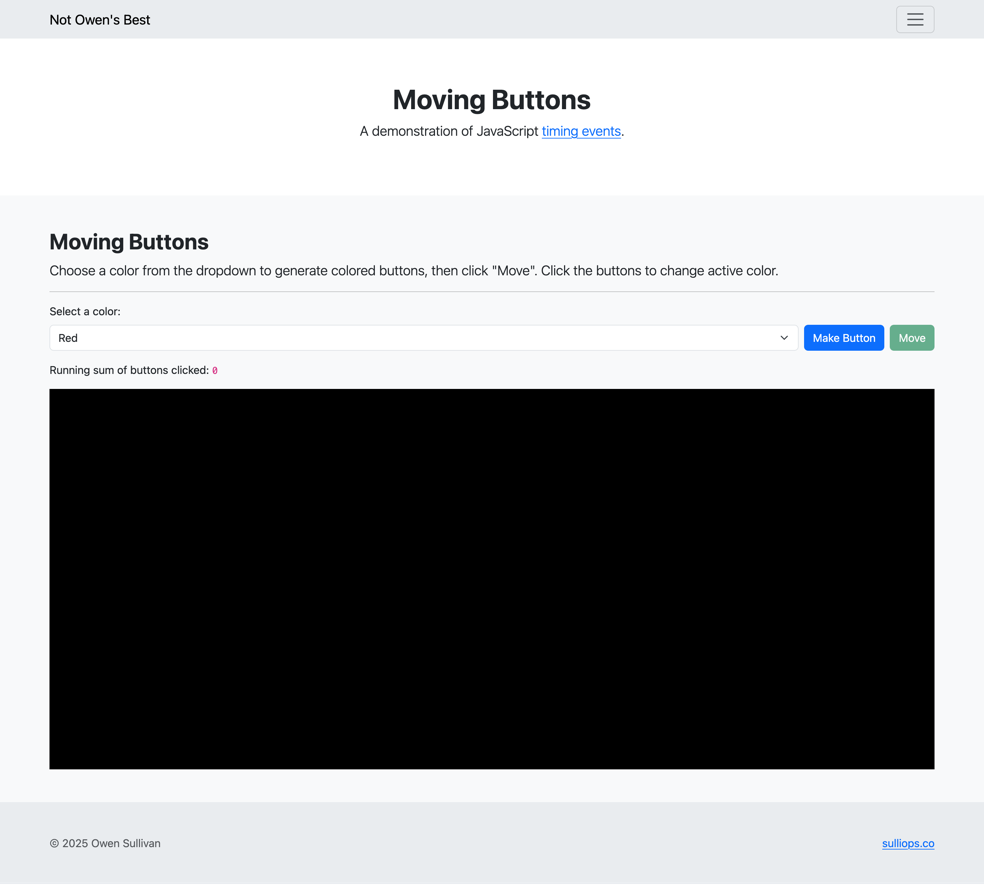 Not Owen's Best
Moving Buttons
A demonstration of JavaScript timing events.
Moving Buttons
Choose a color from the dropdown to generate colored buttons, then click "Move". Click the buttons to change active color.
Select a color:
Red
Make Button
Move
Running sum of buttons clicked: 0
© 2025 Owen Sullivan
sulliops.co